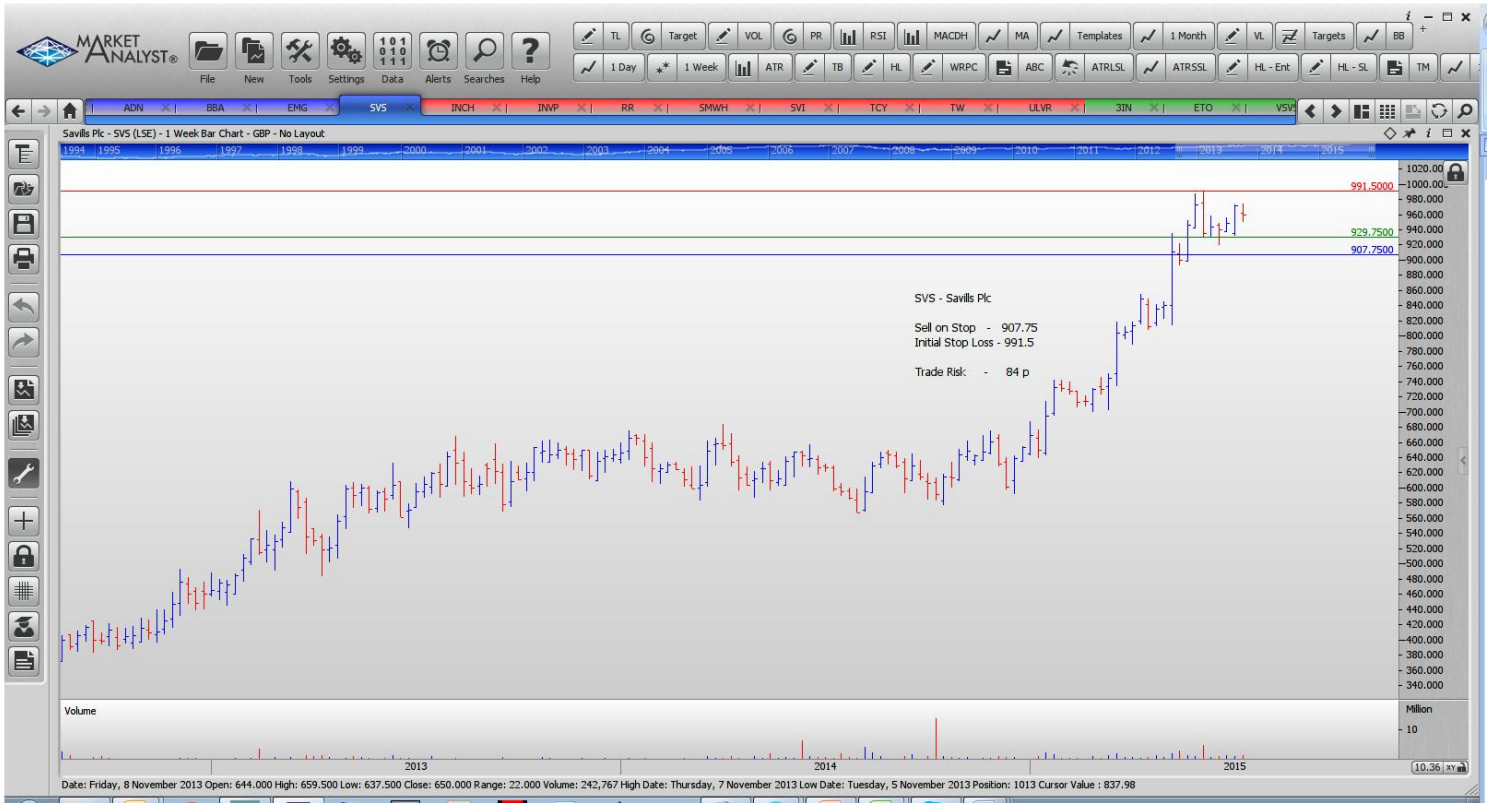 MARKET ANALYST®
File New Tools Settings Data Alerts Searches Help
TL Target VOL PR RSI MACDH MA Templates 1 Month VL Targets BB
1 Day 1 Week ATR TB HL WRPC ABC ATRLSL ATRSSL HL - Ent HL - SL TM
ADN BBA EMG SVS INCH INVP RR SMWH SVI TCY TW ULVR 3IN ETO VSVS
Savills Plc - SVS (LSE) - 1 Week Bar Chart - GBP - No Layout
1994 1995 1996 1997 1998 1999 2000 2001 2002 2003 2004 2005 2006 2007 2008 2009 2010 2011 2012 2013 2014 2015
991.5000
929.7500
907.7500
SVS - Savills Plc
Sell on Stop - 907.75
Initial Stop Loss - 991.5
Trade Risk - 84 p
1020.00
1000.00
980.000
960.000
940.000
920.000
900.000
880.000
860.000
840.000
820.000
800.000
780.000
760.000
740.000
720.000
700.000
680.000
660.000
640.000
620.000
600.000
580.000
560.000
540.000
520.000
500.000
480.000
460.000
440.000
420.000
400.000
380.000
360.000
340.000
Volume
Million
10
2013 2014 2015
10.36 XY
Date: Friday, 8 November 2013 Open: 644.000 High: 659.500 Low: 637.500 Close: 650.000 Range: 22.000 Volume: 242,767 High Date: Thursday, 7 November 2013 Low Date: Tuesday, 5 November 2013 Position: 1013 Cursor Value : 837.98